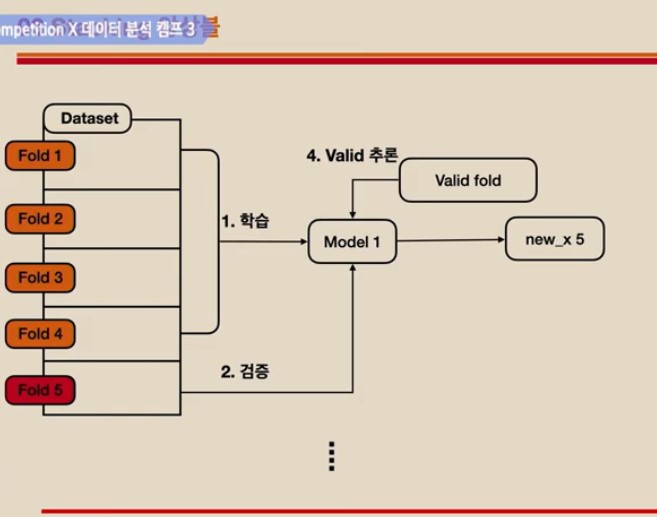 mpetition X 데이터 분석 캠프 3
Dataset
Fold 1
4. Valid 추론
Valid fold
Fold 2
1. 학습
Model 1
new_x 5
Fold 3
Fold 4
2. 검증
Fold 5